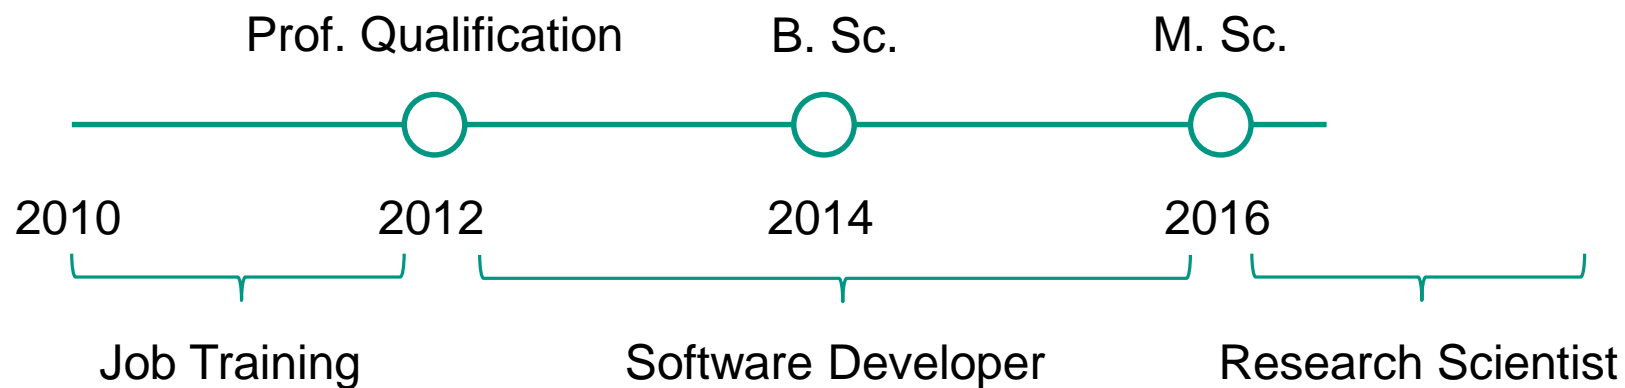 Prof. Qualification B. Sc. M. Sc.
2010 2012 2014 2016
Job Training Software Developer Research Scientist